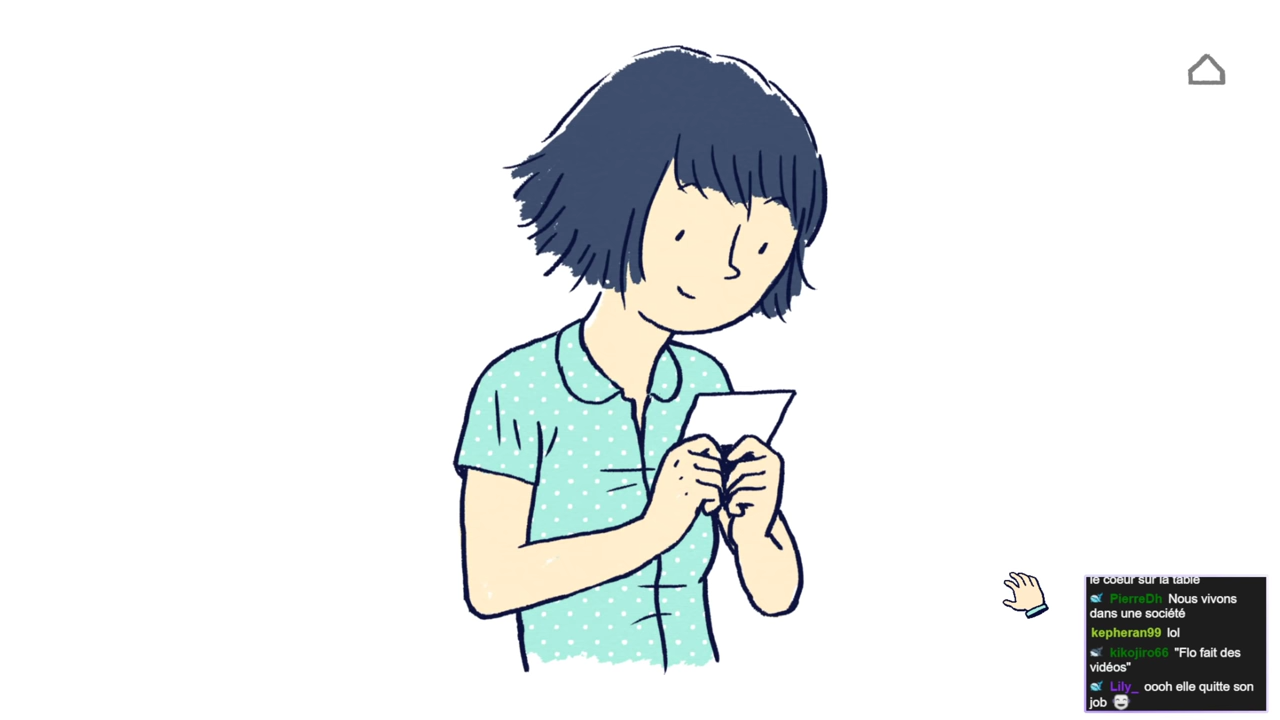 le coeur sur la table
PierreDh Nous vivons
dans une société
kepheran99 lol
kikojiro66 "Flo fait des
vidéos"
Lily_ oooh elle quitte son
job